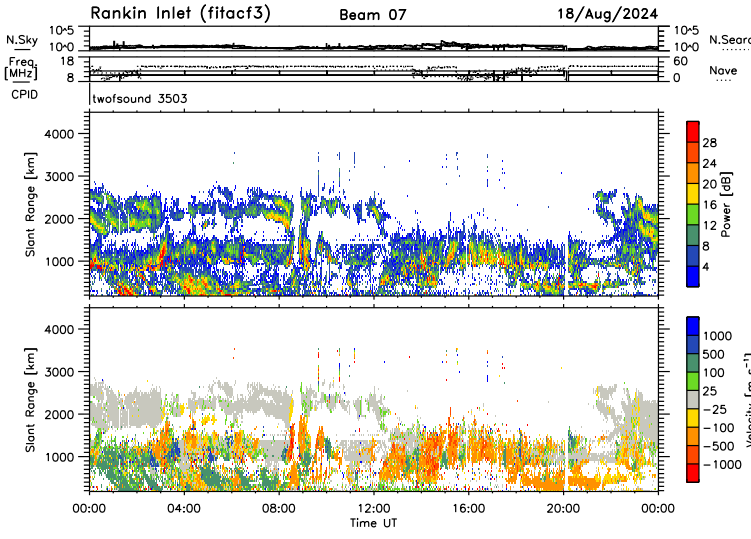 Rankin Inlet (fitacf3) Beam 07 18/Aug/2024
N.Sky 10^5 10^0 10^5 10^0 N.Sear
Freq. [MHz] 18 8 60 0 Nave
CPID twofsound 3503
Slant Range [km] 4000 3000 2000 1000
Power [dB] 28 24 20 16 12 8 4
Slant Range [km] 4000 3000 2000 1000
Velocity [m s-1] 1000 500 100 25 -25 -100 -500 -1000
00:00 04:00 08:00 12:00 16:00 20:00 00:00
Time UT